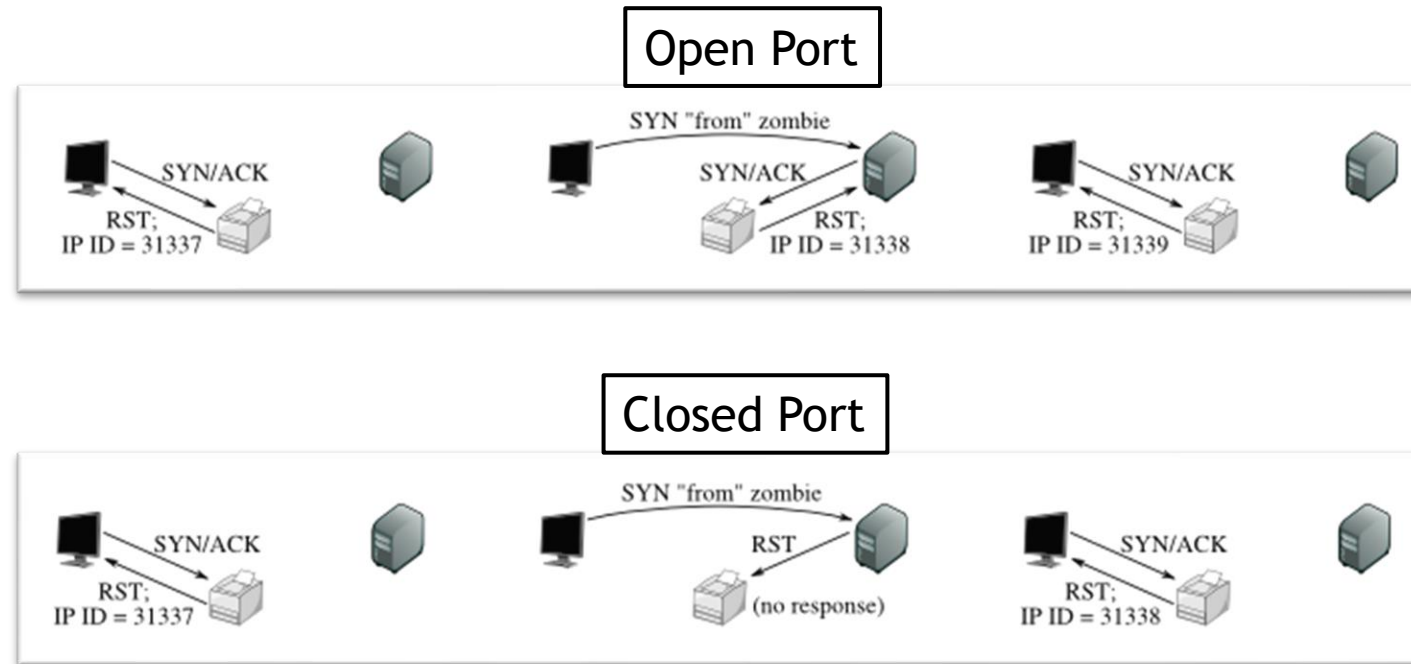 Open Port
SYN/ACK
RST;
IP ID = 31337
SYN "from" zombie
SYN/ACK
RST;
IP ID = 31338
SYN/ACK
RST;
IP ID = 31339
Closed Port
SYN/ACK
RST;
IP ID = 31337
SYN "from" zombie
RST
(no response)
SYN/ACK
RST;
IP ID = 31338